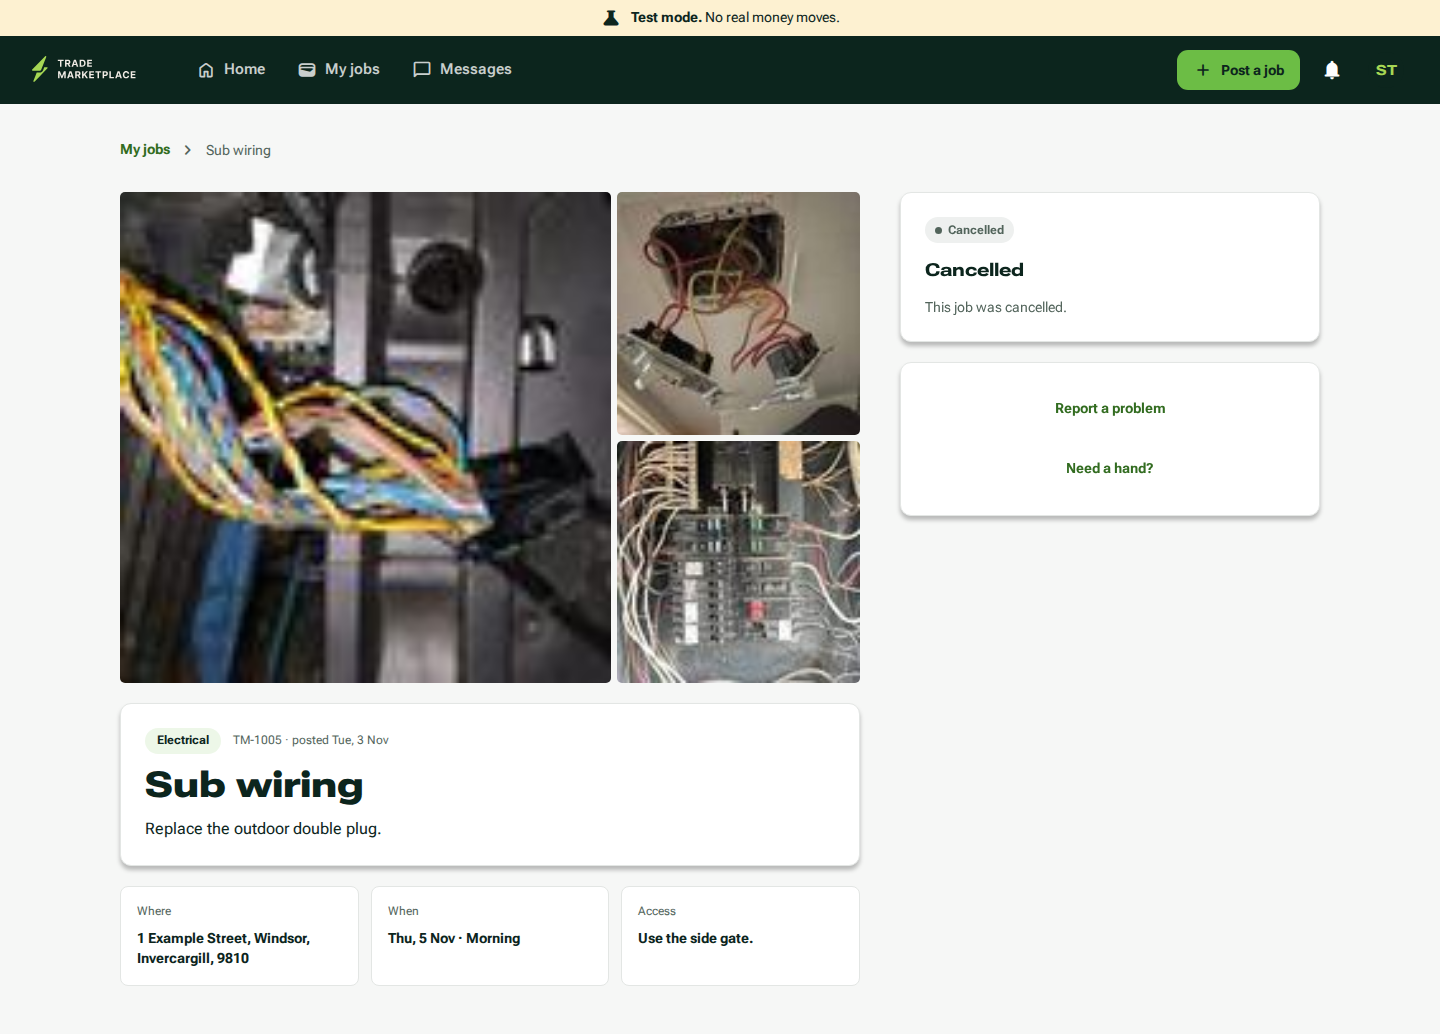 Test mode. No real money moves.
TRADE
MARKETPLACE
Home
My jobs
Messages
Post a job
ST
My jobs
Sub wiring
Cancelled
Cancelled
This job was cancelled.
Report a problem
Need a hand?
Electrical
TM-1005 · posted Tue, 3 Nov
Sub wiring
Replace the outdoor double plug.
Where
1 Example Street, Windsor,
Invercargill, 9810
When
Thu, 5 Nov · Morning
Access
Use the side gate.